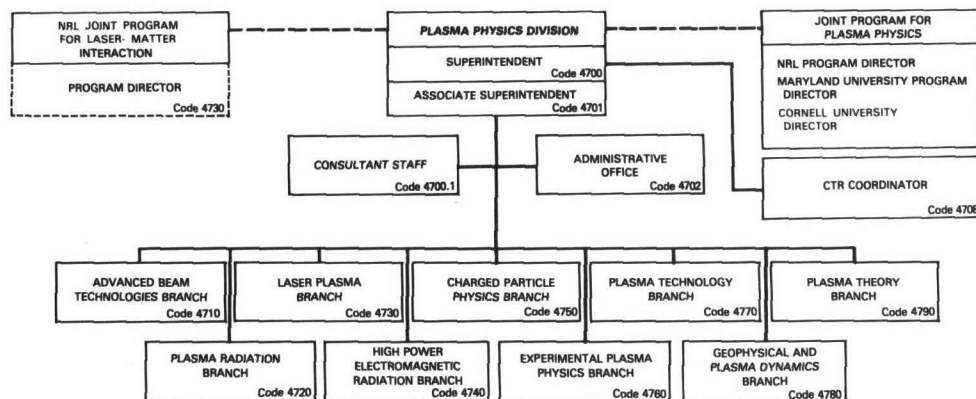 NRL JOINT PROGRAM
FOR LASER- MATTER
INTERACTION
PROGRAM DIRECTOR
Code 4730
PLASMA PHYSICS DIVISION
SUPERINTENDENT
Code 4700
ASSOCIATE SUPERINTENDENT
Code 4701
JOINT PROGRAM FOR
PLASMA PHYSICS
NRL PROGRAM DIRECTOR
MARYLAND UNIVERSITY PROGRAM
DIRECTOR
CORNELL UNIVERSITY
DIRECTOR
CONSULTANT STAFF
Code 4700.1
ADMINISTRATIVE
OFFICE
Code 4702
CTR COORDINATOR
Code 4708
ADVANCED BEAM
TECHNOLOGIES BRANCH
Code 4710
LASER PLASMA
BRANCH
Code 4730
CHARGED PARTICLE
PHYSICS BRANCH
Code 4750
PLASMA TECHNOLOGY
BRANCH
Code 4770
PLASMA THEORY
BRANCH
Code 4790
PLASMA RADIATION
BRANCH
Code 4720
HIGH POWER
ELECTROMAGNETIC
RADIATION BRANCH
Code 4740
EXPERIMENTAL PLASMA
PHYSICS BRANCH
Code 4760
GEOPHYSICAL AND
PLASMA DYNAMICS
BRANCH
Code 4780